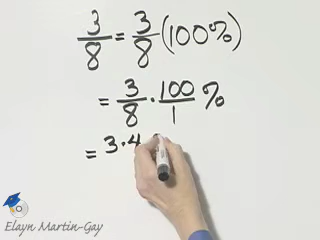 3/8 = 3/8 (100%)
= 3/8 · 100/1 %
= 3·4
Elayn Martin-Gay